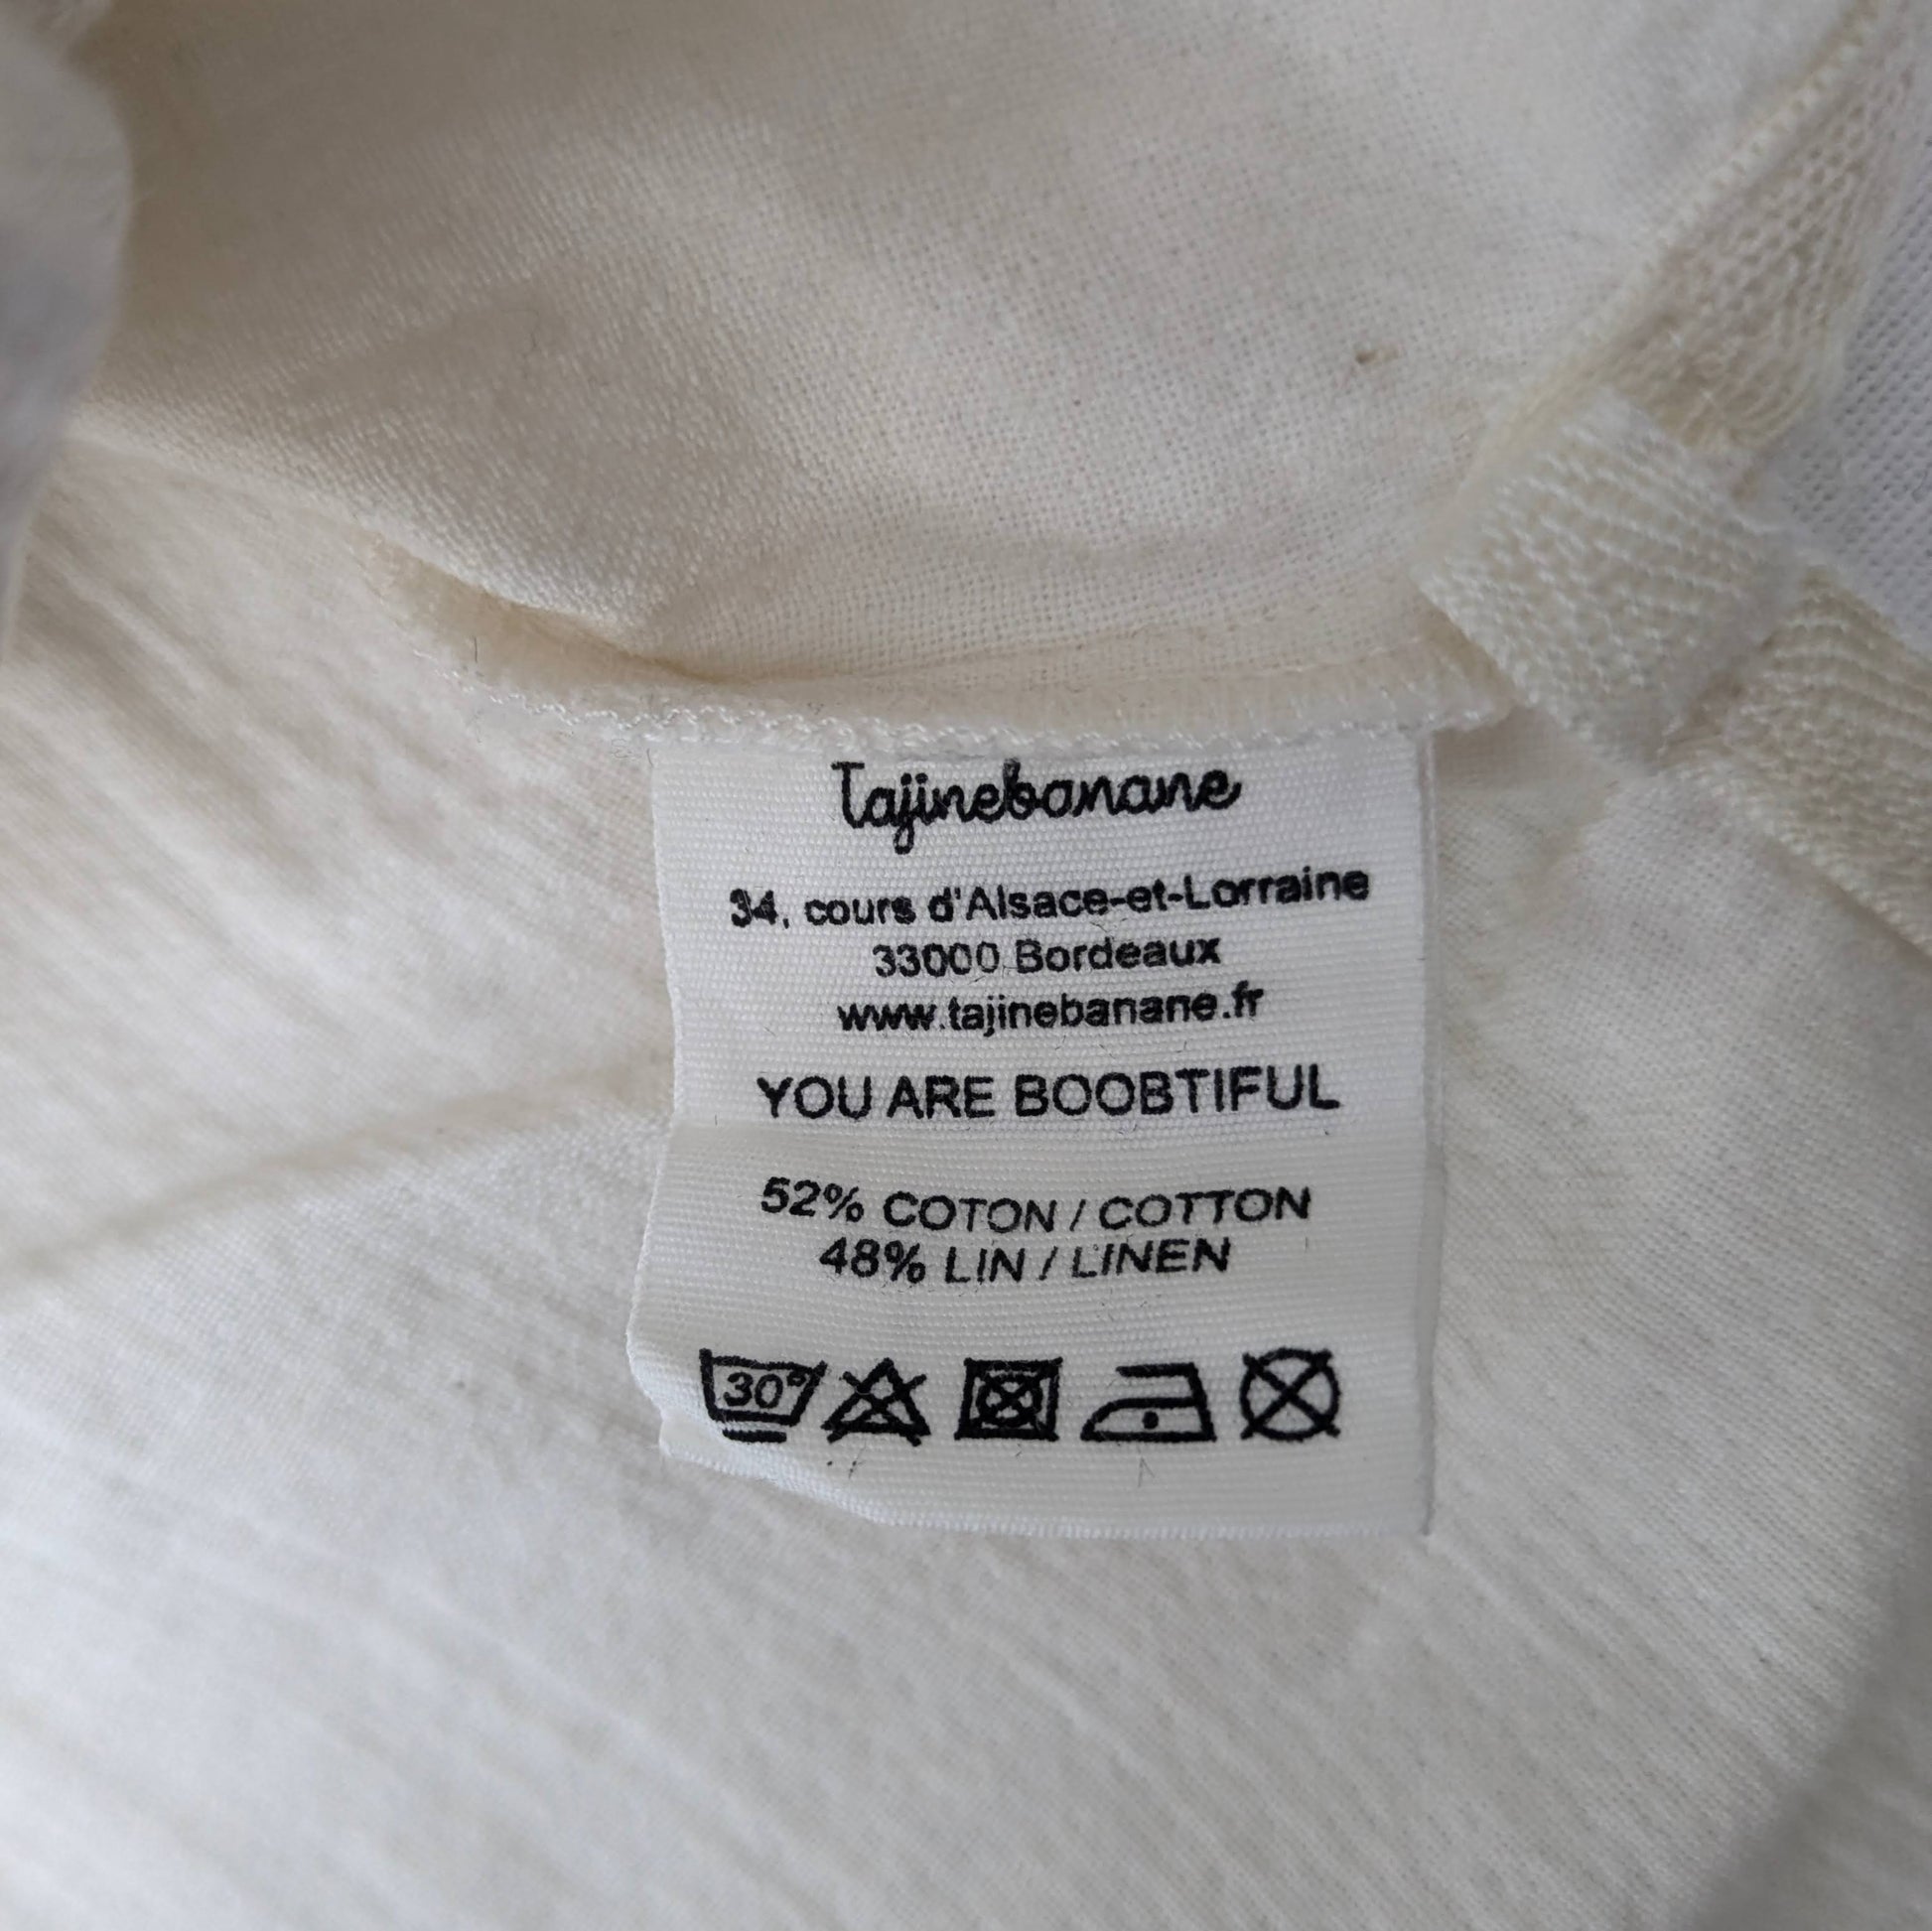 Tajinebanane
34, cours d'Alsace-et-Lorraine
33000 Bordeaux
www.tajinebanane.fr
YOU ARE BOOBTIFUL
52% COTON / COTTON
48% LIN / LINEN
30°